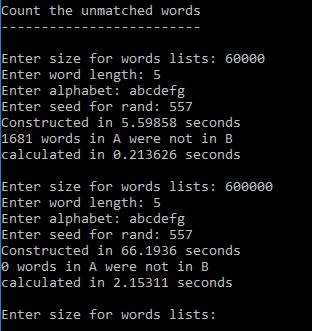 Count the unmatched words
-------------------------
Enter size for words lists: 60000
Enter word length: 5
Enter alphabet: abcdefg
Enter seed for rand: 557
Constructed in 5.59858 seconds
1681 words in A were not in B
calculated in 0.213626 seconds
Enter size for words lists: 600000
Enter word length: 5
Enter alphabet: abcdefg
Enter seed for rand: 557
Constructed in 66.1936 seconds
0 words in A were not in B
calculated in 2.15311 seconds
Enter size for words lists: